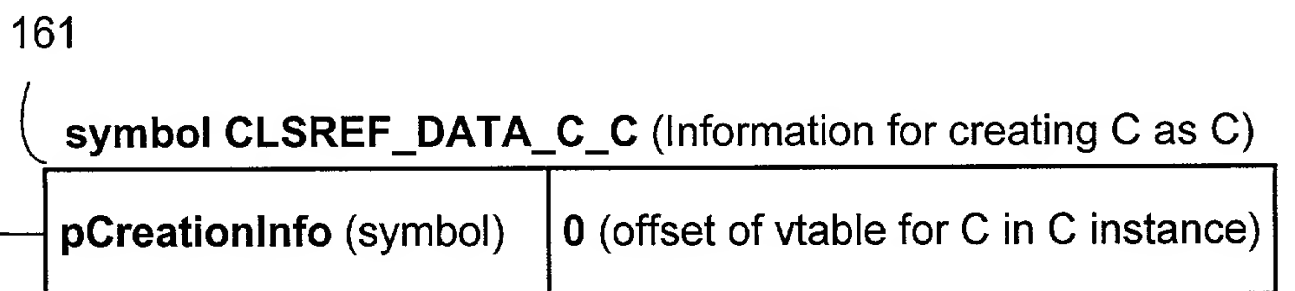 161
symbol CLSREF_DATA_C_C (Information for creating C as C)
pCreationInfo (symbol) 0 (offset of vtable for C in C instance)